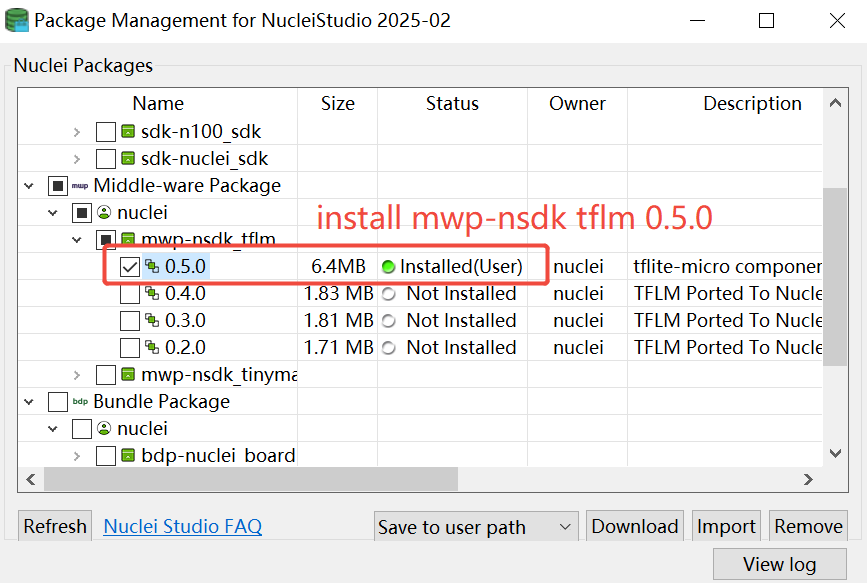 Package Management for NucleiStudio 2025-02
Nuclei Packages
Name Size Status Owner Description
sdk-n100_sdk
sdk-nuclei_sdk
mwp Middle-ware Package
nuclei
install mwp-nsdk tflm 0.5.0
mwp-nsdk_tflm
0.5.0 6.4MB Installed(User) nuclei tflite-micro componen
0.4.0 1.83 MB Not Installed nuclei TFLM Ported To Nucle
0.3.0 1.81 MB Not Installed nuclei TFLM Ported To Nucle
0.2.0 1.71 MB Not Installed nuclei TFLM Ported To Nucle
mwp-nsdk_tinyma
bdp Bundle Package
nuclei
bdp-nuclei_board
Refresh Nuclei Studio FAQ Save to user path Download Import Remove
View log